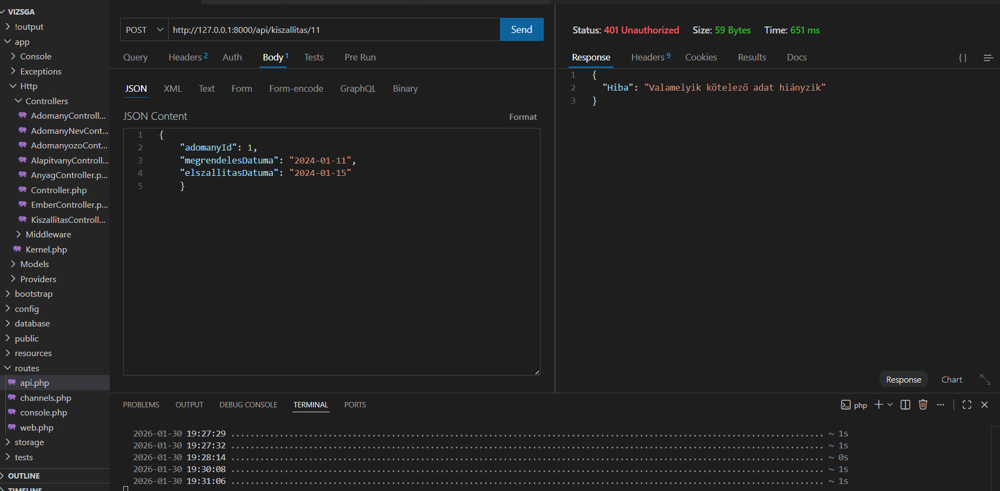 VIZSGA
!output
app
Console
Exceptions
Http
Controllers
AdomanyControll...
AdomanyNevCont...
AdomanyozoCont...
AlapitvanyControll...
AnyagController.p...
Controller.php
EmberController.p...
KiszallitasControll...
Middleware
Kernel.php
Models
Providers
bootstrap
config
database
public
resources
routes
api.php
channels.php
console.php
web.php
storage
tests
OUTLINE
TIMELINE
POST http://127.0.0.1:8000/api/kiszallitas/11 Send
Query Headers 2 Auth Body 1 Tests Pre Run
JSON XML Text Form Form-encode GraphQL Binary
JSON Content Format
1 {
2 "adomanyId": 1,
3 "megrendelesDatuma": "2024-01-11",
4 "elszallitasDatuma": "2024-01-15"
5 }
Status: 401 Unauthorized Size: 59 Bytes Time: 651 ms
Response Headers 9 Cookies Results Docs { }
1 {
2 "Hiba": "Valamelyik kötelező adat hiányzik"
3 }
Response Chart
PROBLEMS OUTPUT DEBUG CONSOLE TERMINAL PORTS php
2026-01-30 19:27:29 ........................................ ~ 1s
2026-01-30 19:27:32 ........................................ ~ 1s
2026-01-30 19:28:14 ........................................ ~ 0s
2026-01-30 19:30:08 ........................................ ~ 1s
2026-01-30 19:31:06 ........................................ ~ 1s